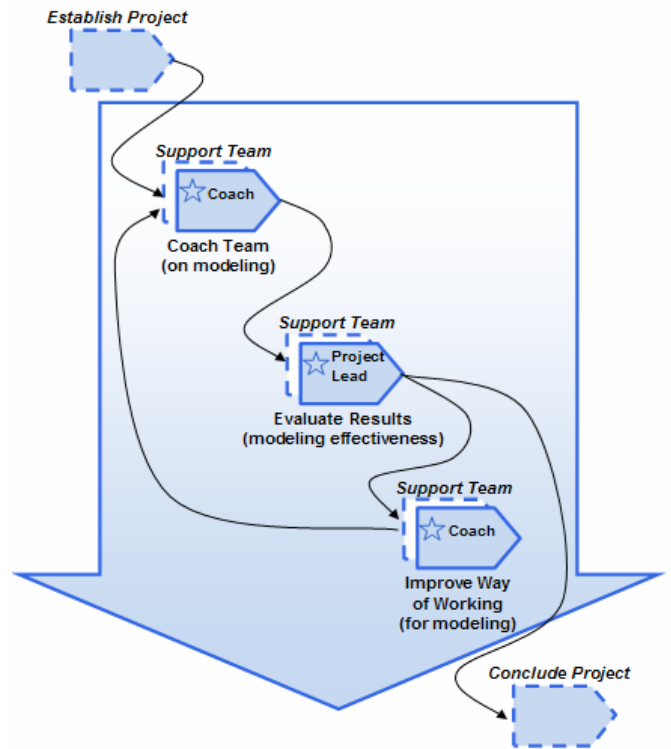 Establish Project
Support Team
Coach
Coach Team
(on modeling)
Support Team
Project
Lead
Evaluate Results
(modeling effectiveness)
Support Team
Coach
Improve Way
of Working
(for modeling)
Conclude Project